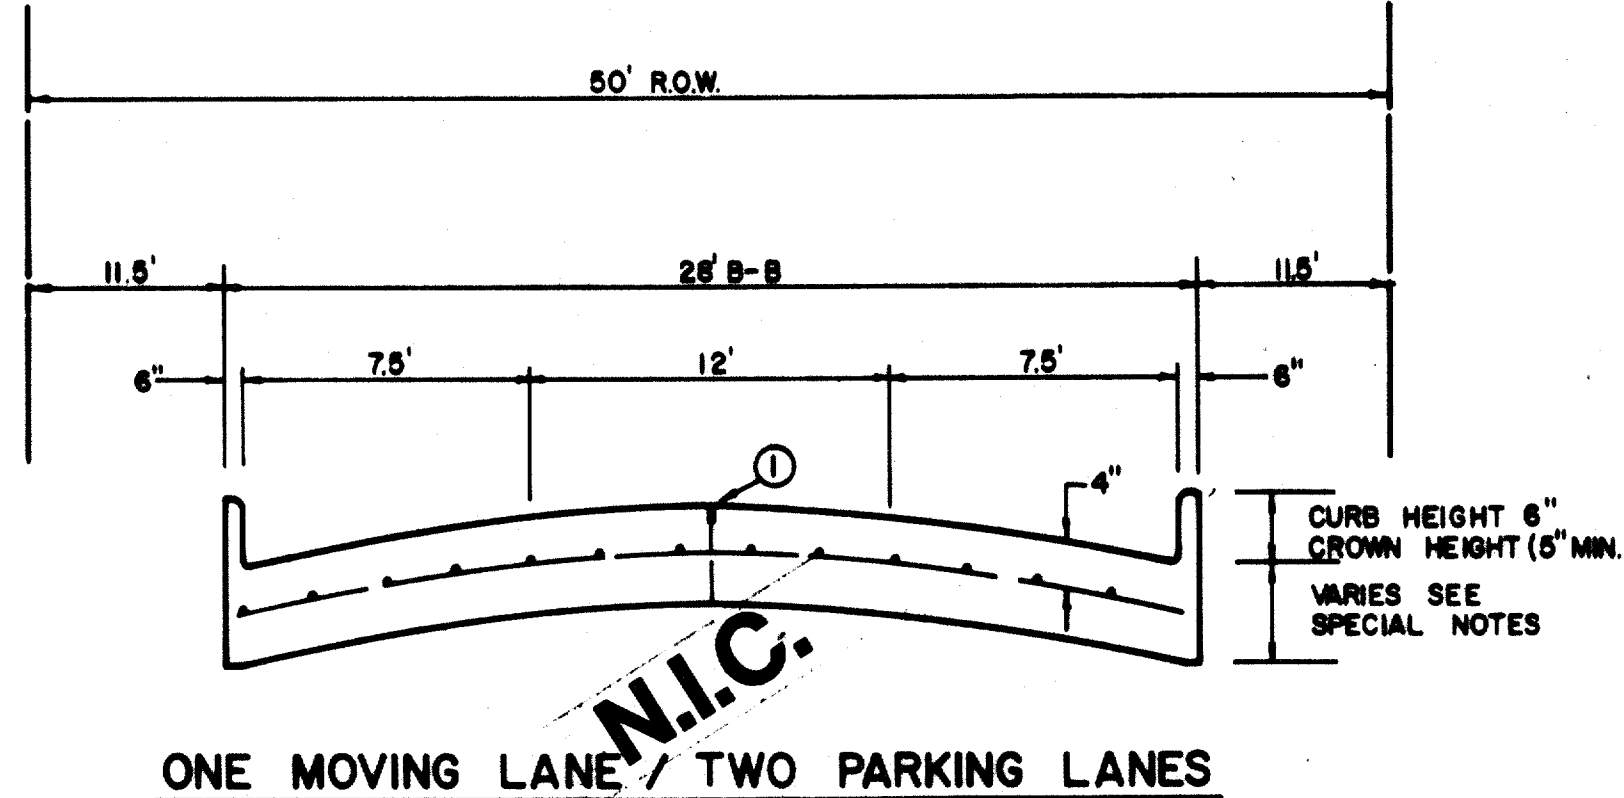 50' R.O.W.
11.5' 28' B-B 11.5'
6" 7.5' 12' 7.5' 6"
1
4"
CURB HEIGHT 6"
CROWN HEIGHT (5" MIN.
VARIES SEE
SPECIAL NOTES
N.I.C.
ONE MOVING LANE / TWO PARKING LANES